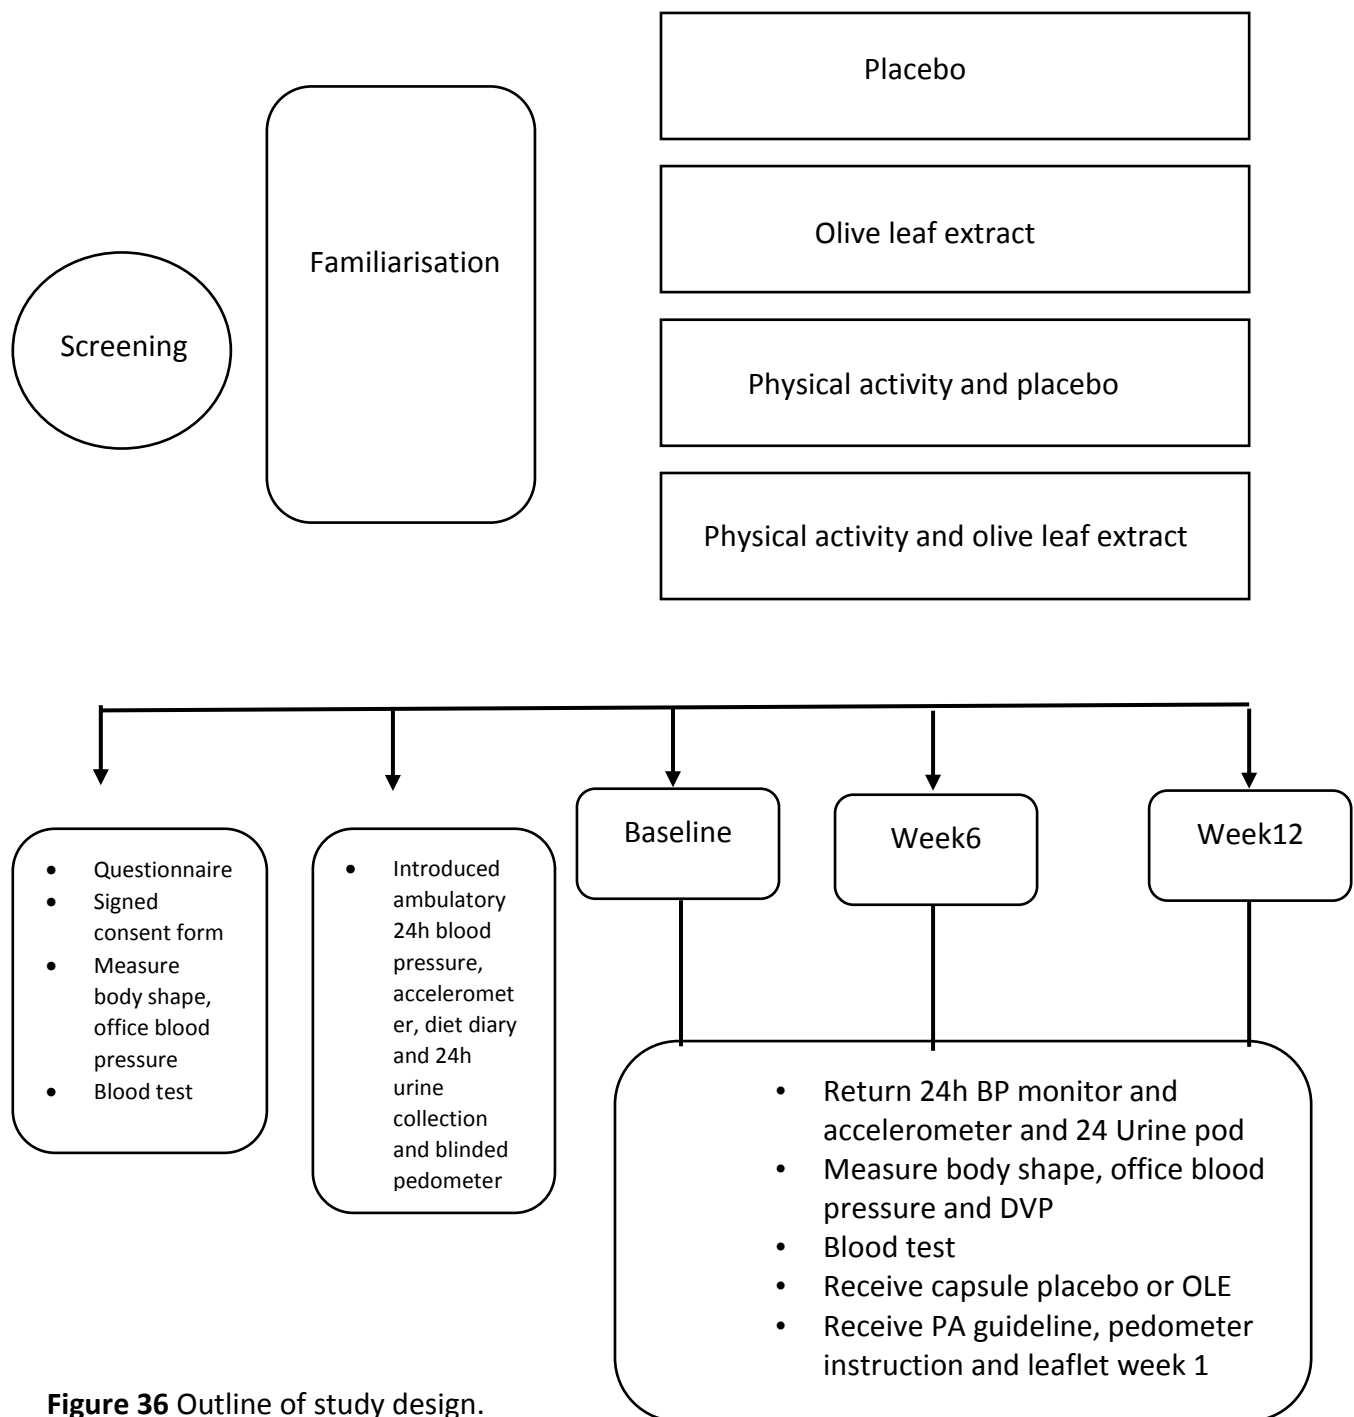 Placebo
Olive leaf extract
Familiarisation
Screening
Physical activity and placebo
Physical activity and olive leaf extract
Baseline
Week6
Week12
• Questionnaire
• Signed
consent form
• Measure
body shape,
office blood
pressure
• Blood test
• Introduced
ambulatory
24h blood
pressure,
acceleromet
er, diet diary
and 24h
urine
collection
and blinded
pedometer
• Return 24h BP monitor and
accelerometer and 24 Urine pod
• Measure body shape, office blood
pressure and DVP
• Blood test
• Receive capsule placebo or OLE
• Receive PA guideline, pedometer
instruction and leaflet week 1
Figure 36 Outline of study design.